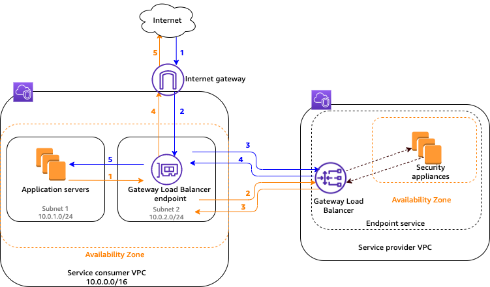 Internet
5
1
Internet gateway
4
2
3
4
5
1
2
3
Application servers
Gateway Load Balancer
endpoint
Subnet 1
10.0.1.0/24
Subnet 2
10.0.2.0/24
Availability Zone
Service consumer VPC
10.0.0.0/16
Security
appliances
Availability Zone
Gateway Load
Balancer
Endpoint service
Service provider VPC